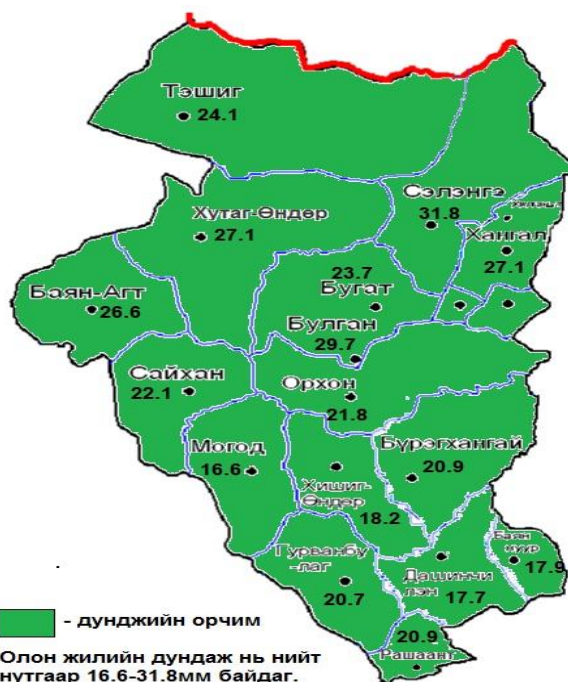 Тэшиг
24.1
Сэлэнгэ
31.8
Хутаг-Өндөр
27.1
Хангал
27.1
23.7
Бугат
Баян-Агт
26.6
Булган
29.7
Сайхан
22.1
Орхон
21.8
Могод
16.6
Бүрэгхангай
20.9
Хишиг-
Өндөр
18.2
Гурванбу
-лаг
20.7
Баян
нуур
17.9
Дашинчи
лэн
17.7
20.9
Рашаант
- дунджийн орчим
Олон жилийн дундаж нь нийт
нутгаар 16.6-31.8мм байдаг.